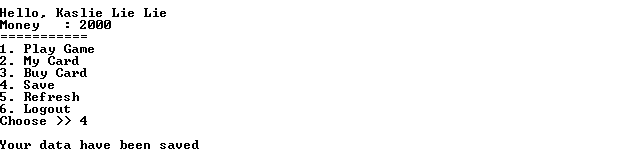 Hello, Kaslie Lie Lie
Money   : 2000
===========
1. Play Game
2. My Card
3. Buy Card
4. Save
5. Refresh
6. Logout
Choose >> 4
Your data have been saved